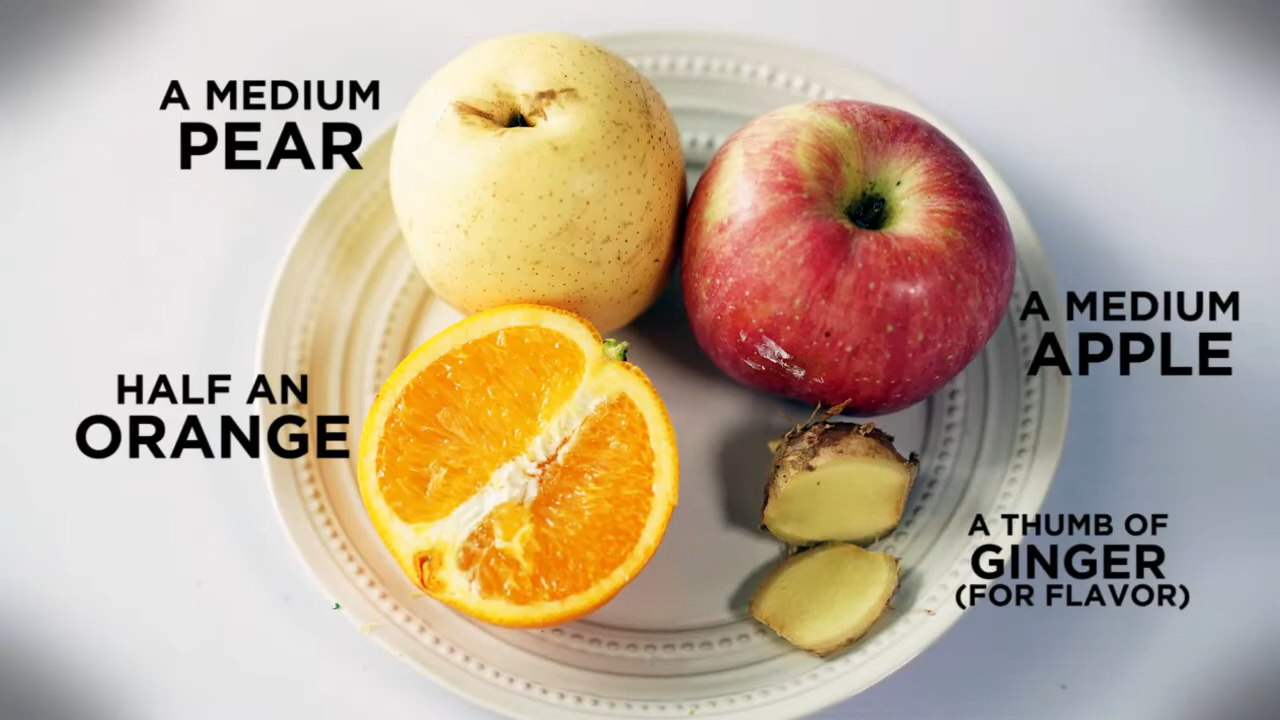 A MEDIUM
PEAR
A MEDIUM
APPLE
HALF AN
ORANGE
A THUMB OF
GINGER
(FOR FLAVOR)